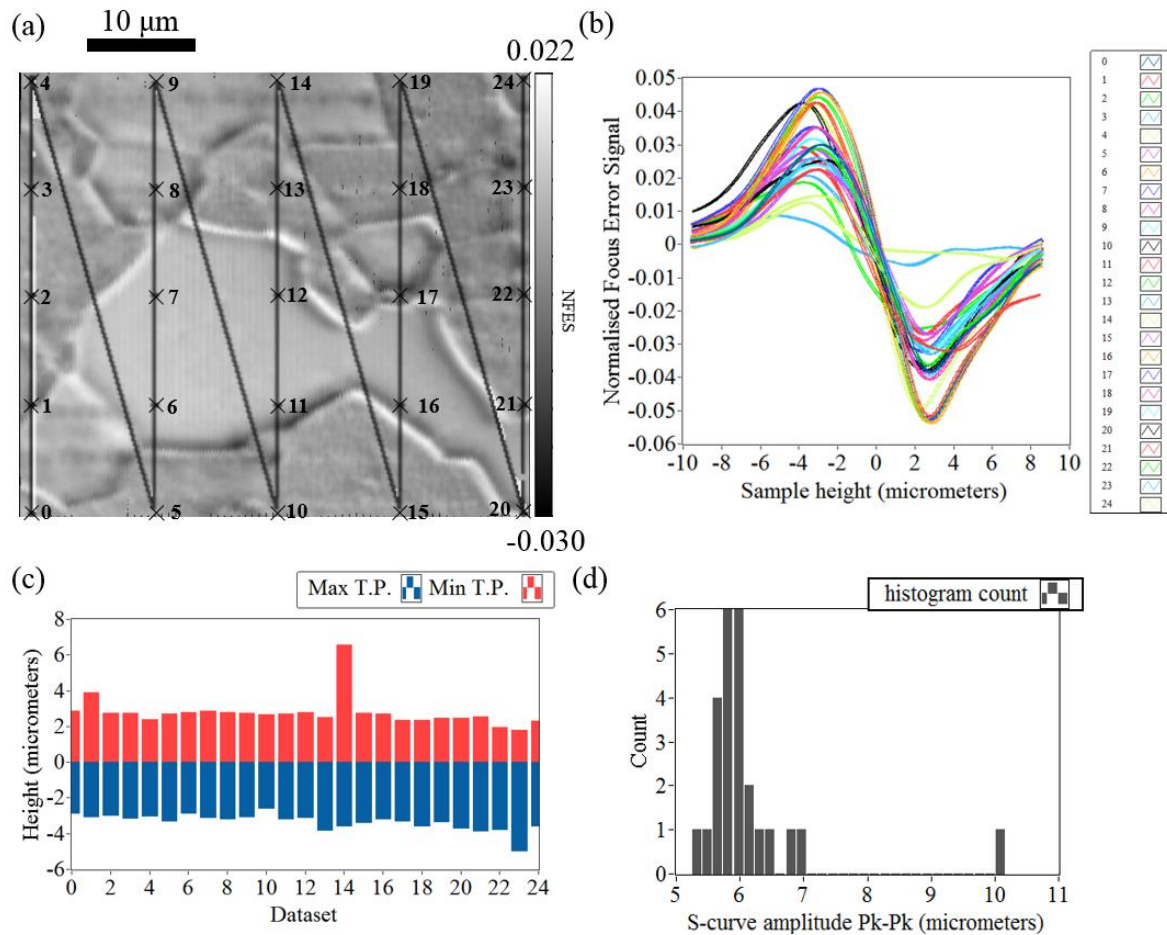 (a)
10 µm
0.022
4 9 14 19 24
3 8 13 18 23
2 7 12 17 22
1 6 11 16 21
0 5 10 15 20
NFES
-0.030
(b)
0.05
0.04
0.03
0.02
0.01
0
-0.01
-0.02
-0.03
-0.04
-0.05
-0.06
Normalised Focus Error Signal
-10 -8 -6 -4 -2 0 2 4 6 8 10
Sample height (micrometers)
0
1
2
3
4
5
6
7
8
9
10
11
12
13
14
15
16
17
18
19
20
21
22
23
24
(c)
Max T.P. Min T.P.
8
6
4
2
0
-2
-4
-6
Height (micrometers)
0 2 4 6 8 10 12 14 16 18 20 22 24
Dataset
(d)
histogram count
6
5
4
3
2
1
0
Count
5 6 7 8 9 10 11
S-curve amplitude Pk-Pk (micrometers)